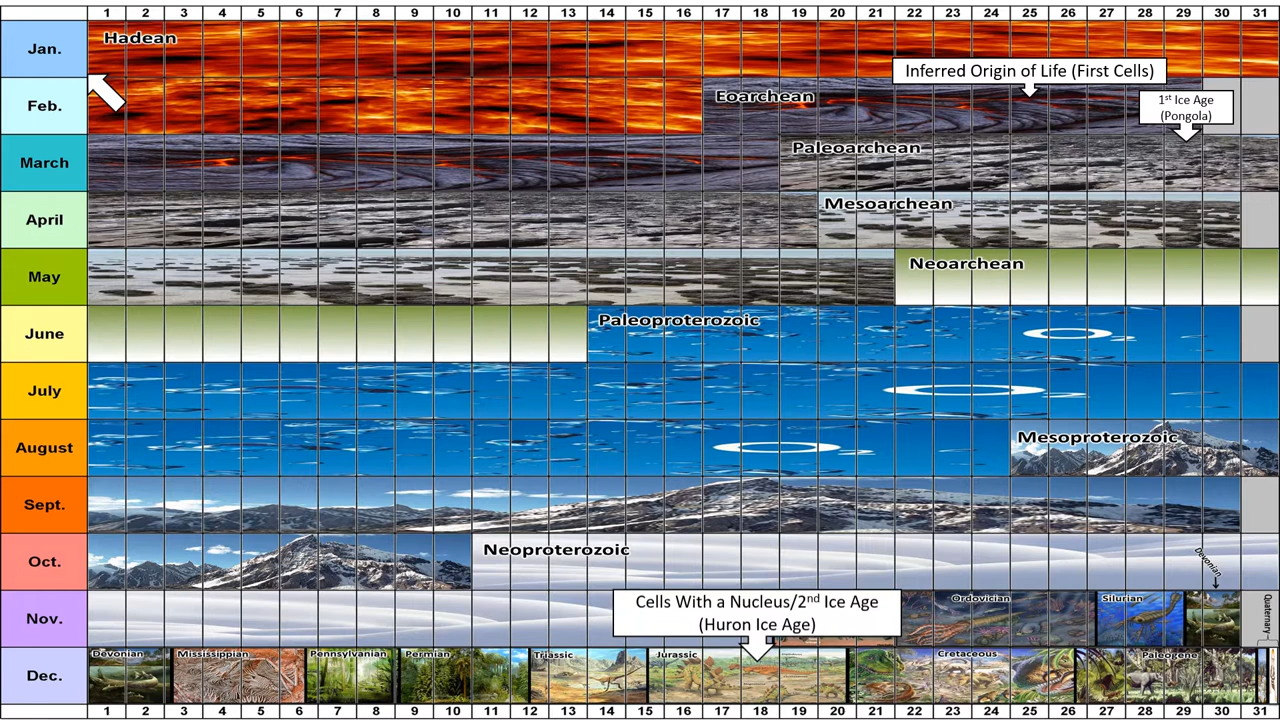 1 2 3 4 5 6 7 8 9 10 11 12 13 14 15 16 17 18 19 20 21 22 23 24 25 26 27 28 29 30 31
Jan.
Hadean
Inferred Origin of Life (First Cells)
Feb.
Eoarchean
1st Ice Age
(Pongola)
March
Paleoarchean
April
Mesoarchean
May
Neoarchean
June
Paleoproterozoic
July
August
Mesoproterozoic
Sept.
Oct.
Neoproterozoic
Devonian
Nov.
Cells With a Nucleus/2nd Ice Age
(Huron Ice Age)
Ordovician
Silurian
Quaternary
Dec.
Devonian
Mississippian
Pennsylvanian
Permian
Triassic
Jurassic
Cretaceous
Paleogene
1 2 3 4 5 6 7 8 9 10 11 12 13 14 15 16 17 18 19 20 21 22 23 24 25 26 27 28 29 30 31